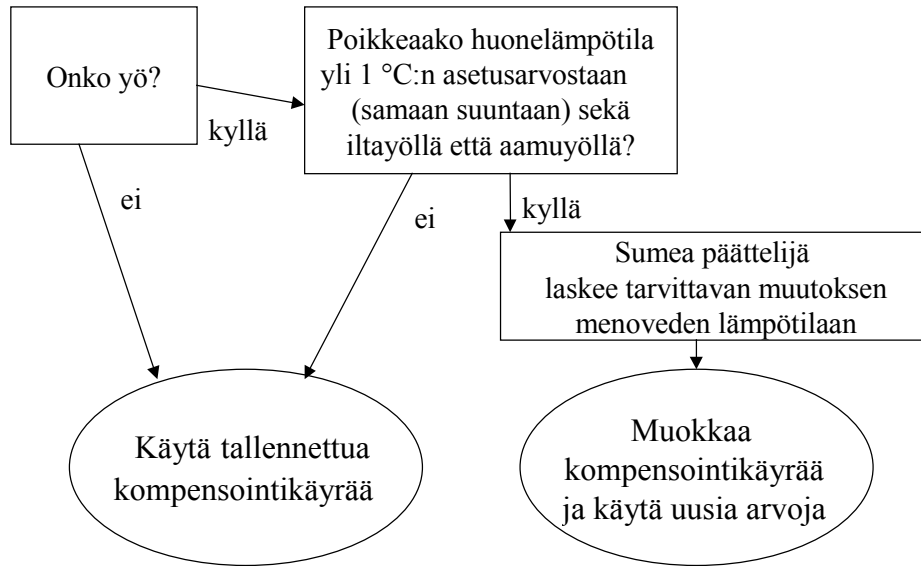 Onko yö?
kyllä
ei
Poikkeaako huonelämpötila
yli 1 °C:n asetusarvostaan
(samaan suuntaan) sekä
iltayöllä että aamuyöllä?
ei
kyllä
Sumea päättelijä
laskee tarvittavan muutoksen
menoveden lämpötilaan
Käytä tallennettua
kompensointikäyrää
Muokkaa
kompensointikäyrää
ja käytä uusia arvoja